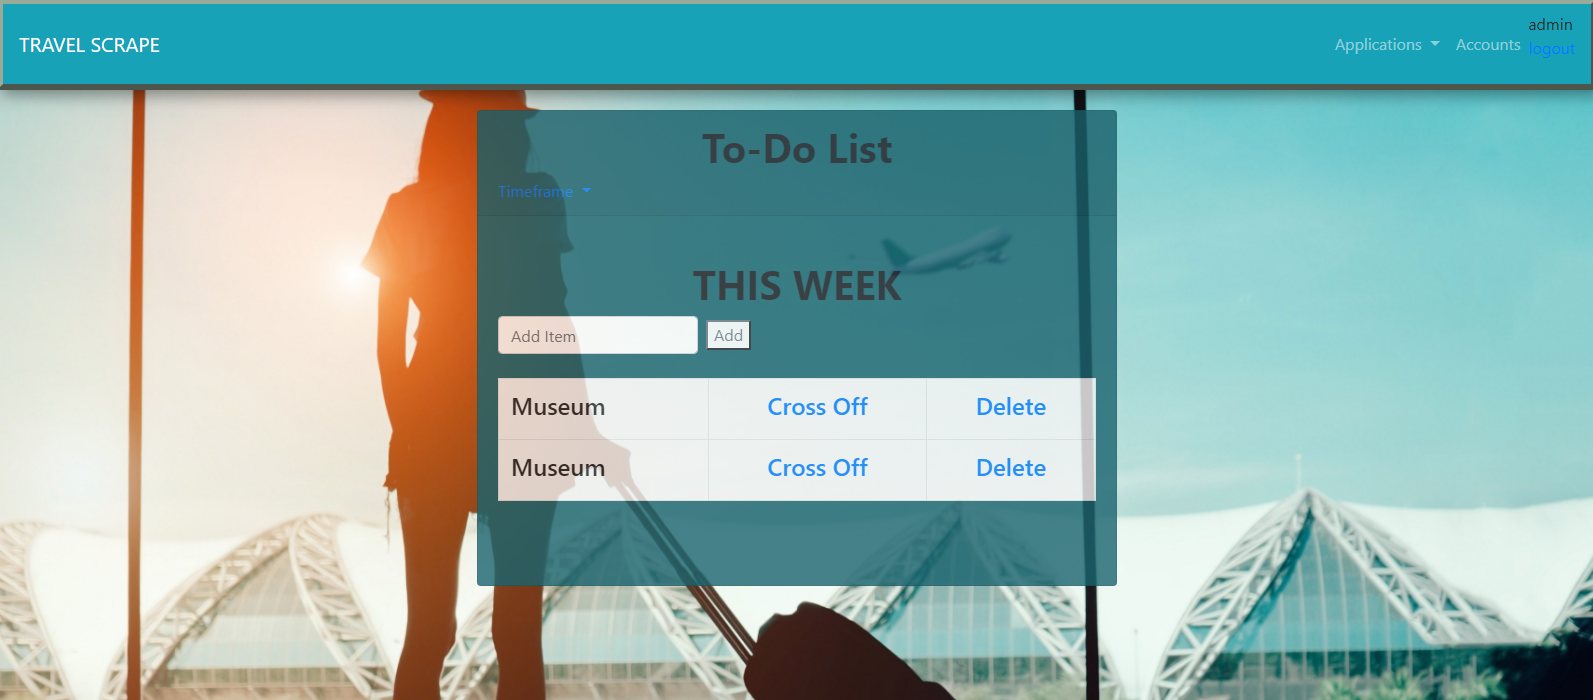 TRAVEL SCRAPE
Applications
Accounts
admin
logout
To-Do List
Timeframe
THIS WEEK
Add Item
Add
Museum Cross Off Delete
Museum Cross Off Delete